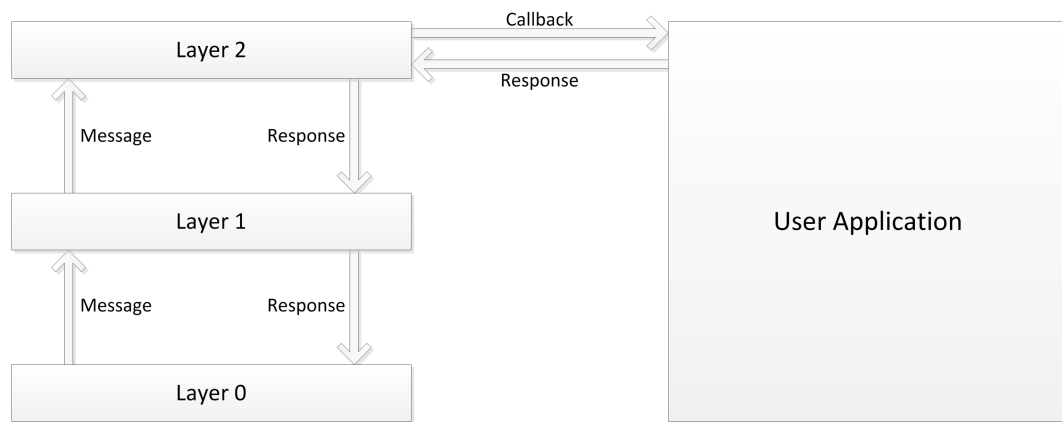 Callback
Layer 2
Response
Message
Response
Layer 1
User Application
Message
Response
Layer 0